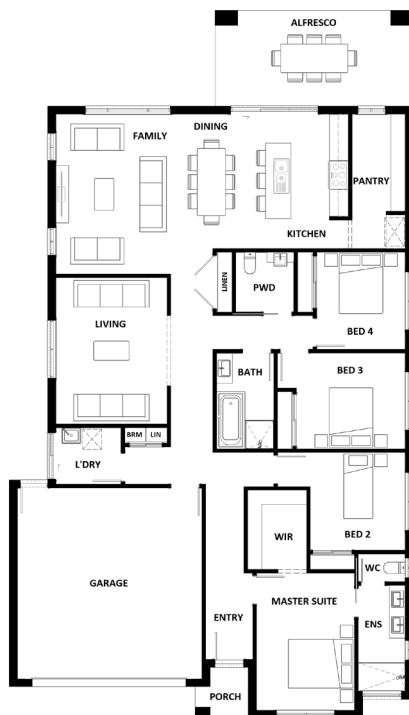 ALFRESCO
DINING
FAMILY
PANTRY
KITCHEN
LINEN
PWD
LIVING
BED 4
BATH
BED 3
BRM LIN
L'DRY
BED 2
WIR
WC
GARAGE
MASTER SUITE
ENS
ENTRY
PORCH